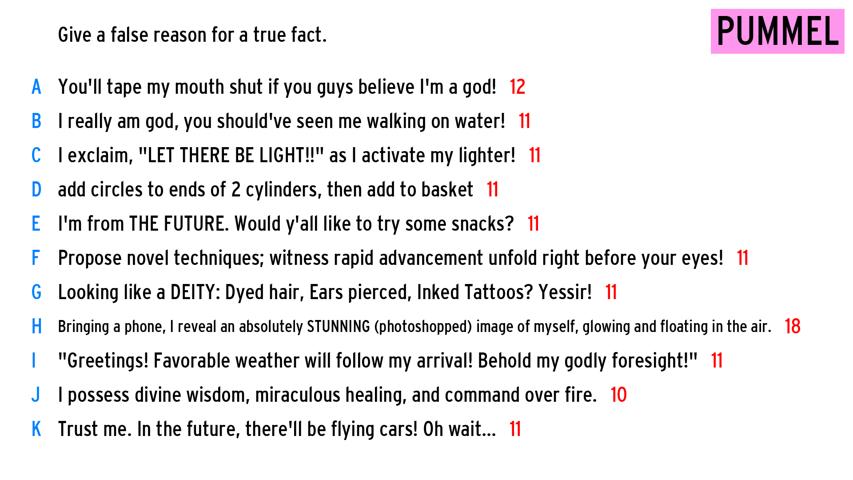 Give a false reason for a true fact.
PUMMEL
A You'll tape my mouth shut if you guys believe I'm a god! 12
B I really am god, you should've seen me walking on water! 11
C I exclaim, "LET THERE BE LIGHT!!" as I activate my lighter! 11
D add circles to ends of 2 cylinders, then add to basket 11
E I'm from THE FUTURE. Would y'all like to try some snacks? 11
F Propose novel techniques; witness rapid advancement unfold right before your eyes! 11
G Looking like a DEITY: Dyed hair, Ears pierced, Inked Tattoos? Yessir! 11
H Bringing a phone, I reveal an absolutely STUNNING (photoshopped) image of myself, glowing and floating in the air. 18
I "Greetings! Favorable weather will follow my arrival! Behold my godly foresight!" 11
J I possess divine wisdom, miraculous healing, and command over fire. 10
K Trust me. In the future, there'll be flying cars! Oh wait... 11